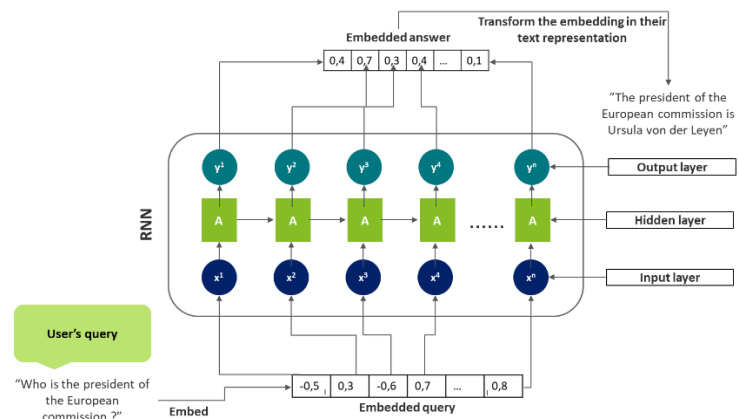 Transform the embedding in their
text representation
Embedded answer
0,4 0,7 0,3 0,4 ... 0,1
"The president of the
European commission is
Ursula von der Leyen"
y¹ y² y³ y⁴ yⁿ
Output layer
RNN
A A A A ...... A
Hidden layer
x¹ x² x³ x⁴ xⁿ
Input layer
User's query
"Who is the president of
the European
commission ?"
Embed
-0,5 0,3 -0,6 0,7 ... 0,8
Embedded query